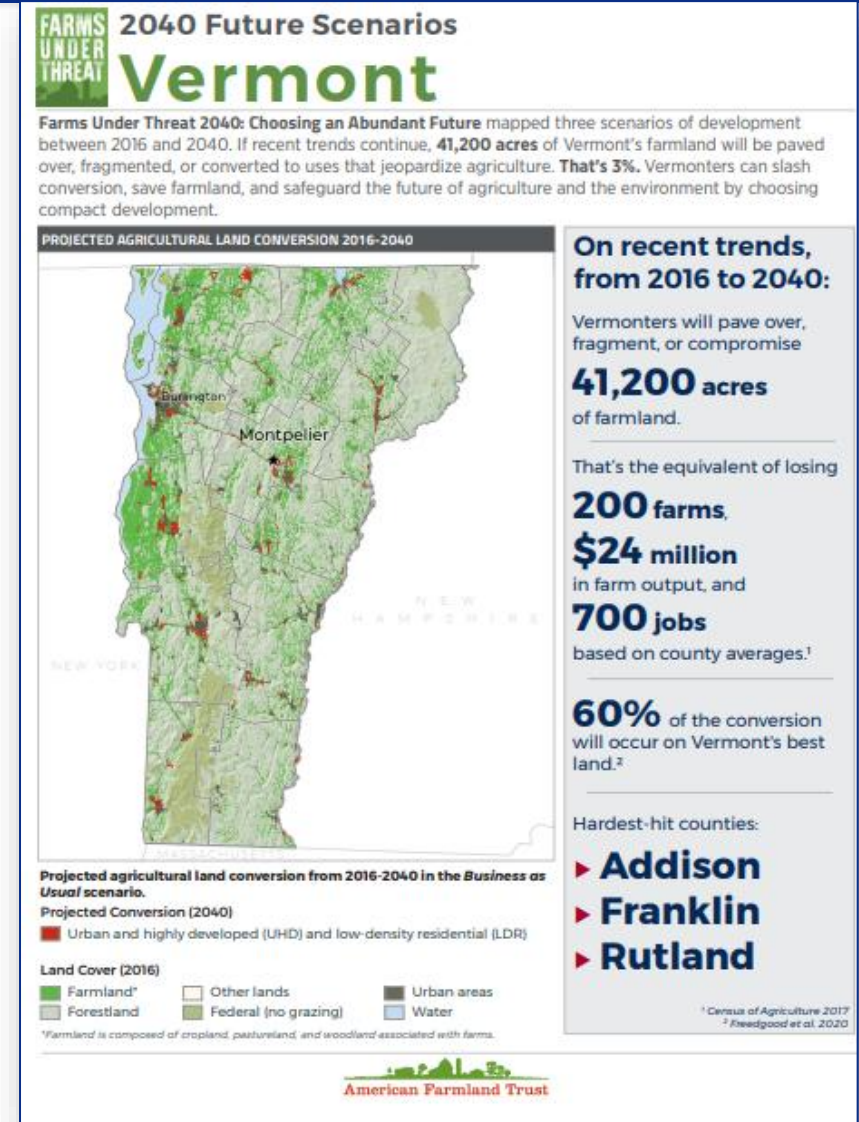 FARMS
UNDER
THREAT
2040 Future Scenarios
Vermont
Farms Under Threat 2040: Choosing an Abundant Future mapped three scenarios of development
between 2016 and 2040. If recent trends continue, 41,200 acres of Vermont's farmland will be paved
over, fragmented, or converted to uses that jeopardize agriculture. That's 3%. Vermonters can slash
conversion, save farmland, and safeguard the future of agriculture and the environment by choosing
compact development.
PROJECTED AGRICULTURAL LAND CONVERSION 2016-2040
Burlington
Montpelier
NEW
HAMPSHIRE
NEW YORK
MASSACHUSETTS
Projected agricultural land conversion from 2016-2040 in the Business as
Usual scenario.
Projected Conversion (2040)
Urban and highly developed (UHD) and low-density residential (LDR)
Land Cover (2016)
Farmland* Other lands Urban areas
Forestland Federal (no grazing) Water
*Farmland is composed of cropland, pastureland, and woodland associated with farms.
On recent trends,
from 2016 to 2040:
Vermonters will pave over,
fragment, or compromise
41,200 acres
of farmland.
That's the equivalent of losing
200 farms,
$24 million
in farm output, and
700 jobs
based on county averages.¹
60% of the conversion
will occur on Vermont's best
land.²
Hardest-hit counties:
▸ Addison
▸ Franklin
▸ Rutland
¹ Census of Agriculture 2017
² Freedgood et al. 2020
American Farmland Trust